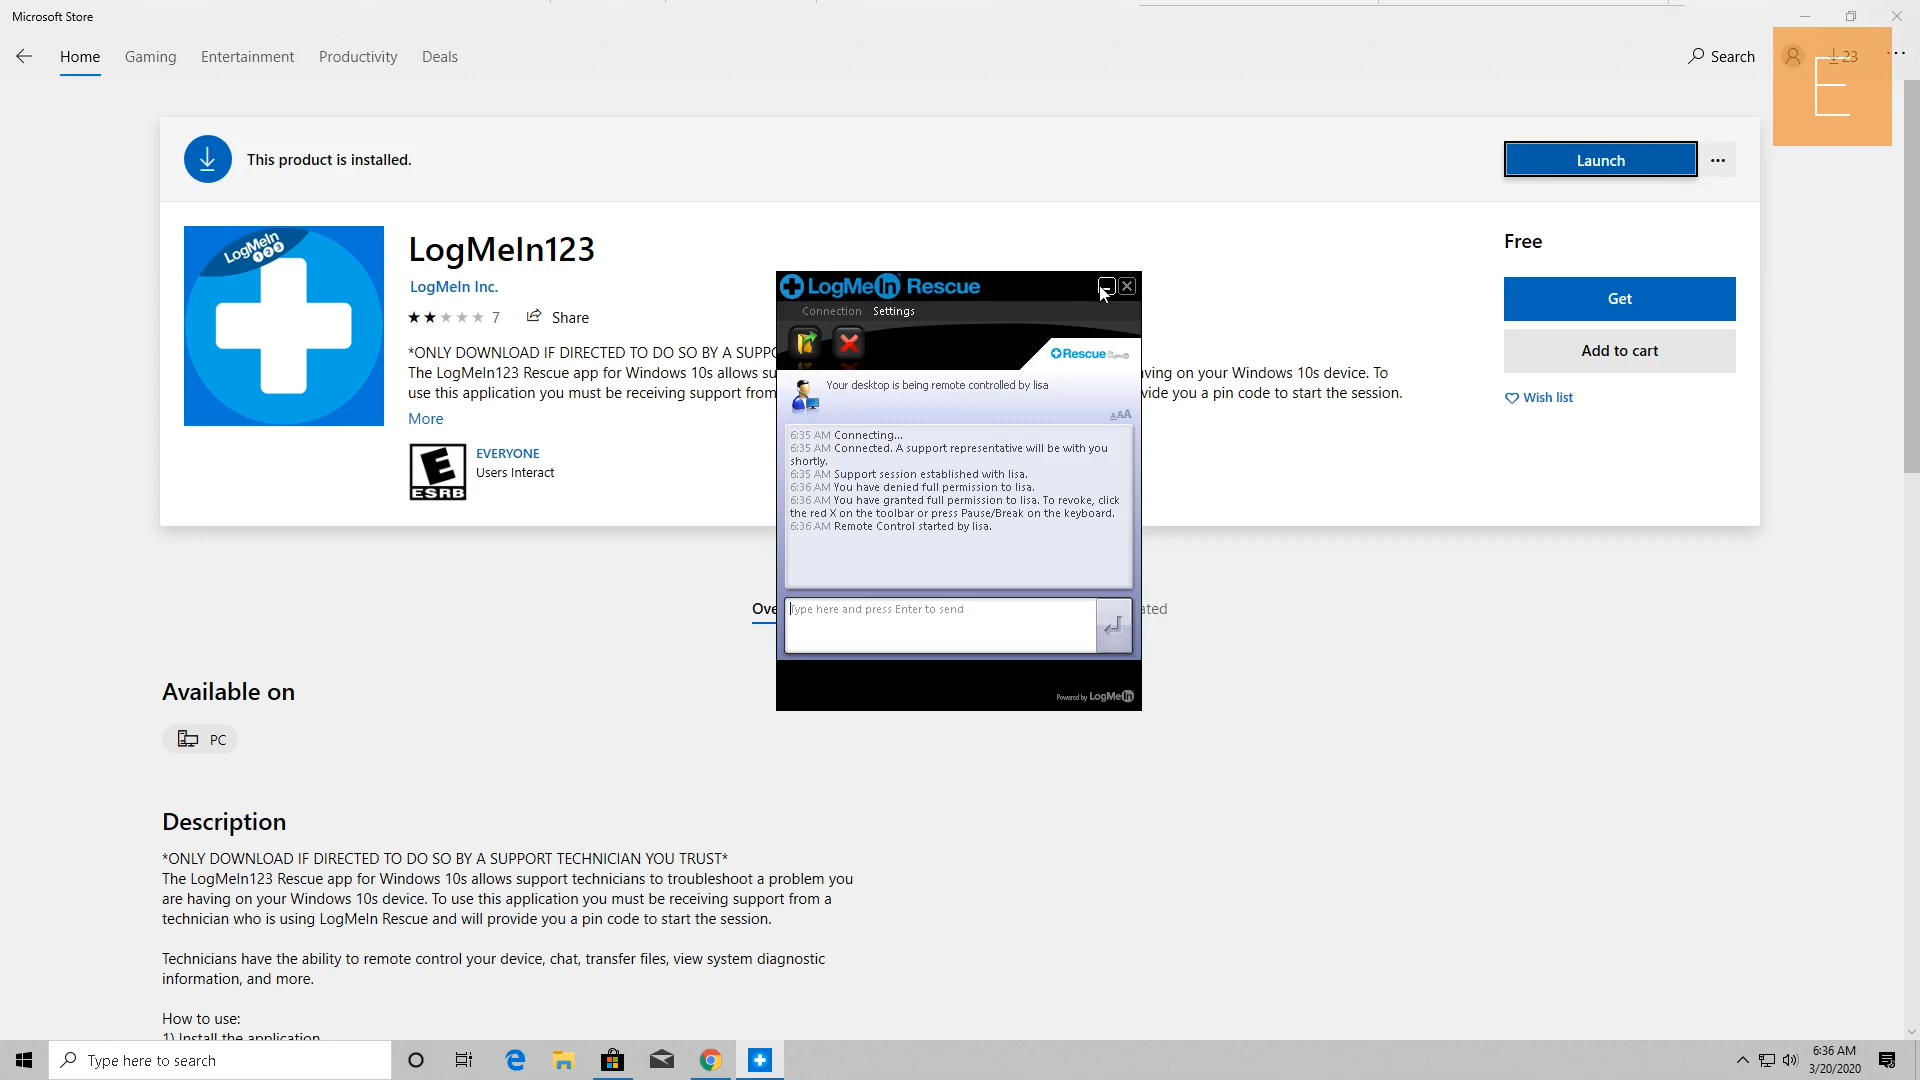 Microsoft Store
Home
Gaming
Entertainment
Productivity
Deals
Search
23
E
This product is installed.
Launch
LogMeIn
123
LogMeIn123
LogMeIn Inc.
7
Share
*ONLY DOWNLOAD IF DIRECTED TO DO SO BY A SUPPO
The LogMeIn123 Rescue app for Windows 10s allows su
aving on your Windows 10s device. To
use this application you must be receiving support from
vide you a pin code to start the session.
More
E
ESRB
EVERYONE
Users Interact
Free
Get
Add to cart
Wish list
LogMeIn Rescue
Connection
Settings
Rescue
Your desktop is being remote controlled by lisa
AAA
6:35 AM Connecting...
6:35 AM Connected. A support representative will be with you
shortly.
6:35 AM Support session established with lisa.
6:36 AM You have denied full permission to lisa.
6:36 AM You have granted full permission to lisa. To revoke, click
the red X on the toolbar or press Pause/Break on the keyboard.
6:36 AM Remote Control started by lisa.
Type here and press Enter to send
Powered by LogMeIn
Ove
ated
Available on
PC
Description
*ONLY DOWNLOAD IF DIRECTED TO DO SO BY A SUPPORT TECHNICIAN YOU TRUST*
The LogMeIn123 Rescue app for Windows 10s allows support technicians to troubleshoot a problem you
are having on your Windows 10s device. To use this application you must be receiving support from a
technician who is using LogMeIn Rescue and will provide you a pin code to start the session.
Technicians have the ability to remote control your device, chat, transfer files, view system diagnostic
information, and more.
How to use:
1) Install the application
Type here to search
6:36 AM
3/20/2020